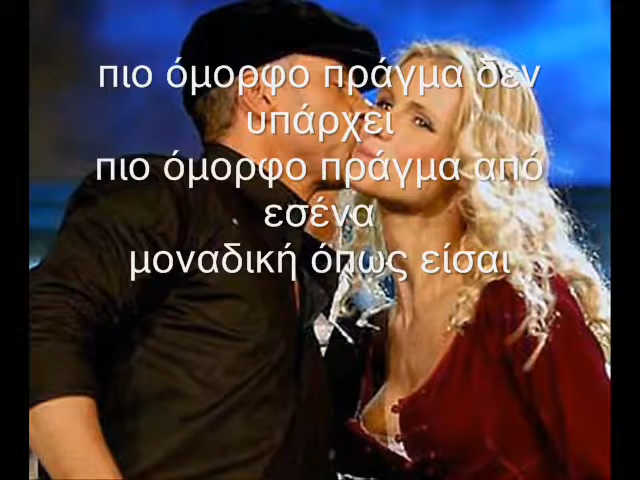 πιο όμορφο πράγμα δεν
υπάρχει
πιο όμορφο πράγμα από
εσένα
μοναδική όπως είσαι